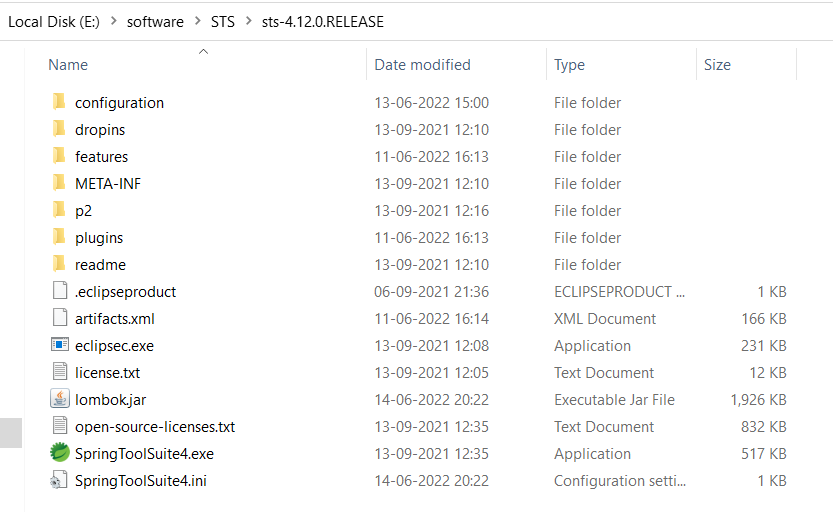 Local Disk (E:) > software > STS > sts-4.12.0.RELEASE
Name Date modified Type Size
configuration 13-06-2022 15:00 File folder
dropins 13-09-2021 12:10 File folder
features 11-06-2022 16:13 File folder
META-INF 13-09-2021 12:10 File folder
p2 13-09-2021 12:16 File folder
plugins 11-06-2022 16:13 File folder
readme 13-09-2021 12:10 File folder
.eclipseproduct 06-09-2021 21:36 ECLIPSEPRODUCT ... 1 KB
artifacts.xml 11-06-2022 16:14 XML Document 166 KB
eclipsec.exe 13-09-2021 12:08 Application 231 KB
license.txt 13-09-2021 12:05 Text Document 12 KB
lombok.jar 14-06-2022 20:22 Executable Jar File 1,926 KB
open-source-licenses.txt 13-09-2021 12:35 Text Document 832 KB
SpringToolSuite4.exe 13-09-2021 12:35 Application 517 KB
SpringToolSuite4.ini 14-06-2022 20:22 Configuration setti... 1 KB